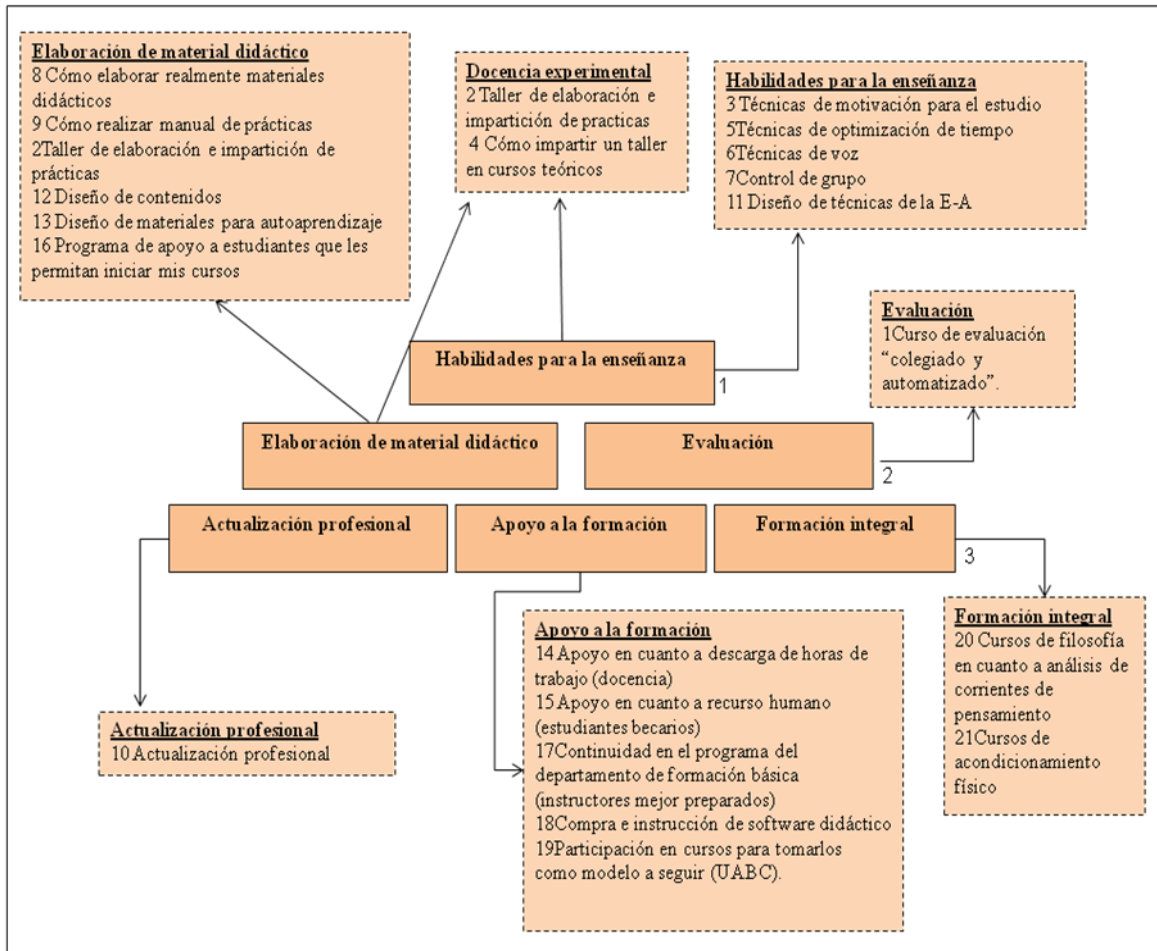 Elaboración de material didáctico
8 Cómo elaborar realmente materiales
didácticos
9 Cómo realizar manual de prácticas
2Taller de elaboración e impartición de
prácticas
12 Diseño de contenidos
13 Diseño de materiales para autoaprendizaje
16 Programa de apoyo a estudiantes que les
permitan iniciar mis cursos
Docencia experimental
2 Taller de elaboración e
impartición de practicas
4 Cómo impartir un taller
en cursos teóricos
Habilidades para la enseñanza
3 Técnicas de motivación para el estudio
5Técnicas de optimización de tiempo
6Técnicas de voz
7Control de grupo
11 Diseño de técnicas de la E-A
Evaluación
1Curso de evaluación
“colegiado y
automatizado”.
Habilidades para la enseñanza
1
Elaboración de material didáctico
Evaluación
2
Actualización profesional
Apoyo a la formación
Formación integral
3
Actualización profesional
10 Actualización profesional
Apoyo a la formación
14 Apoyo en cuanto a descarga de horas de
trabajo (docencia)
15 Apoyo en cuanto a recurso humano
(estudiantes becarios)
17Continuidad en el programa del
departamento de formación básica
(instructores mejor preparados)
18Compra e instrucción de software didáctico
19Participación en cursos para tomarlos
como modelo a seguir (UABC).
Formación integral
20 Cursos de filosofía
en cuanto a análisis de
corrientes de
pensamiento
21Cursos de
acondicionamiento
físico